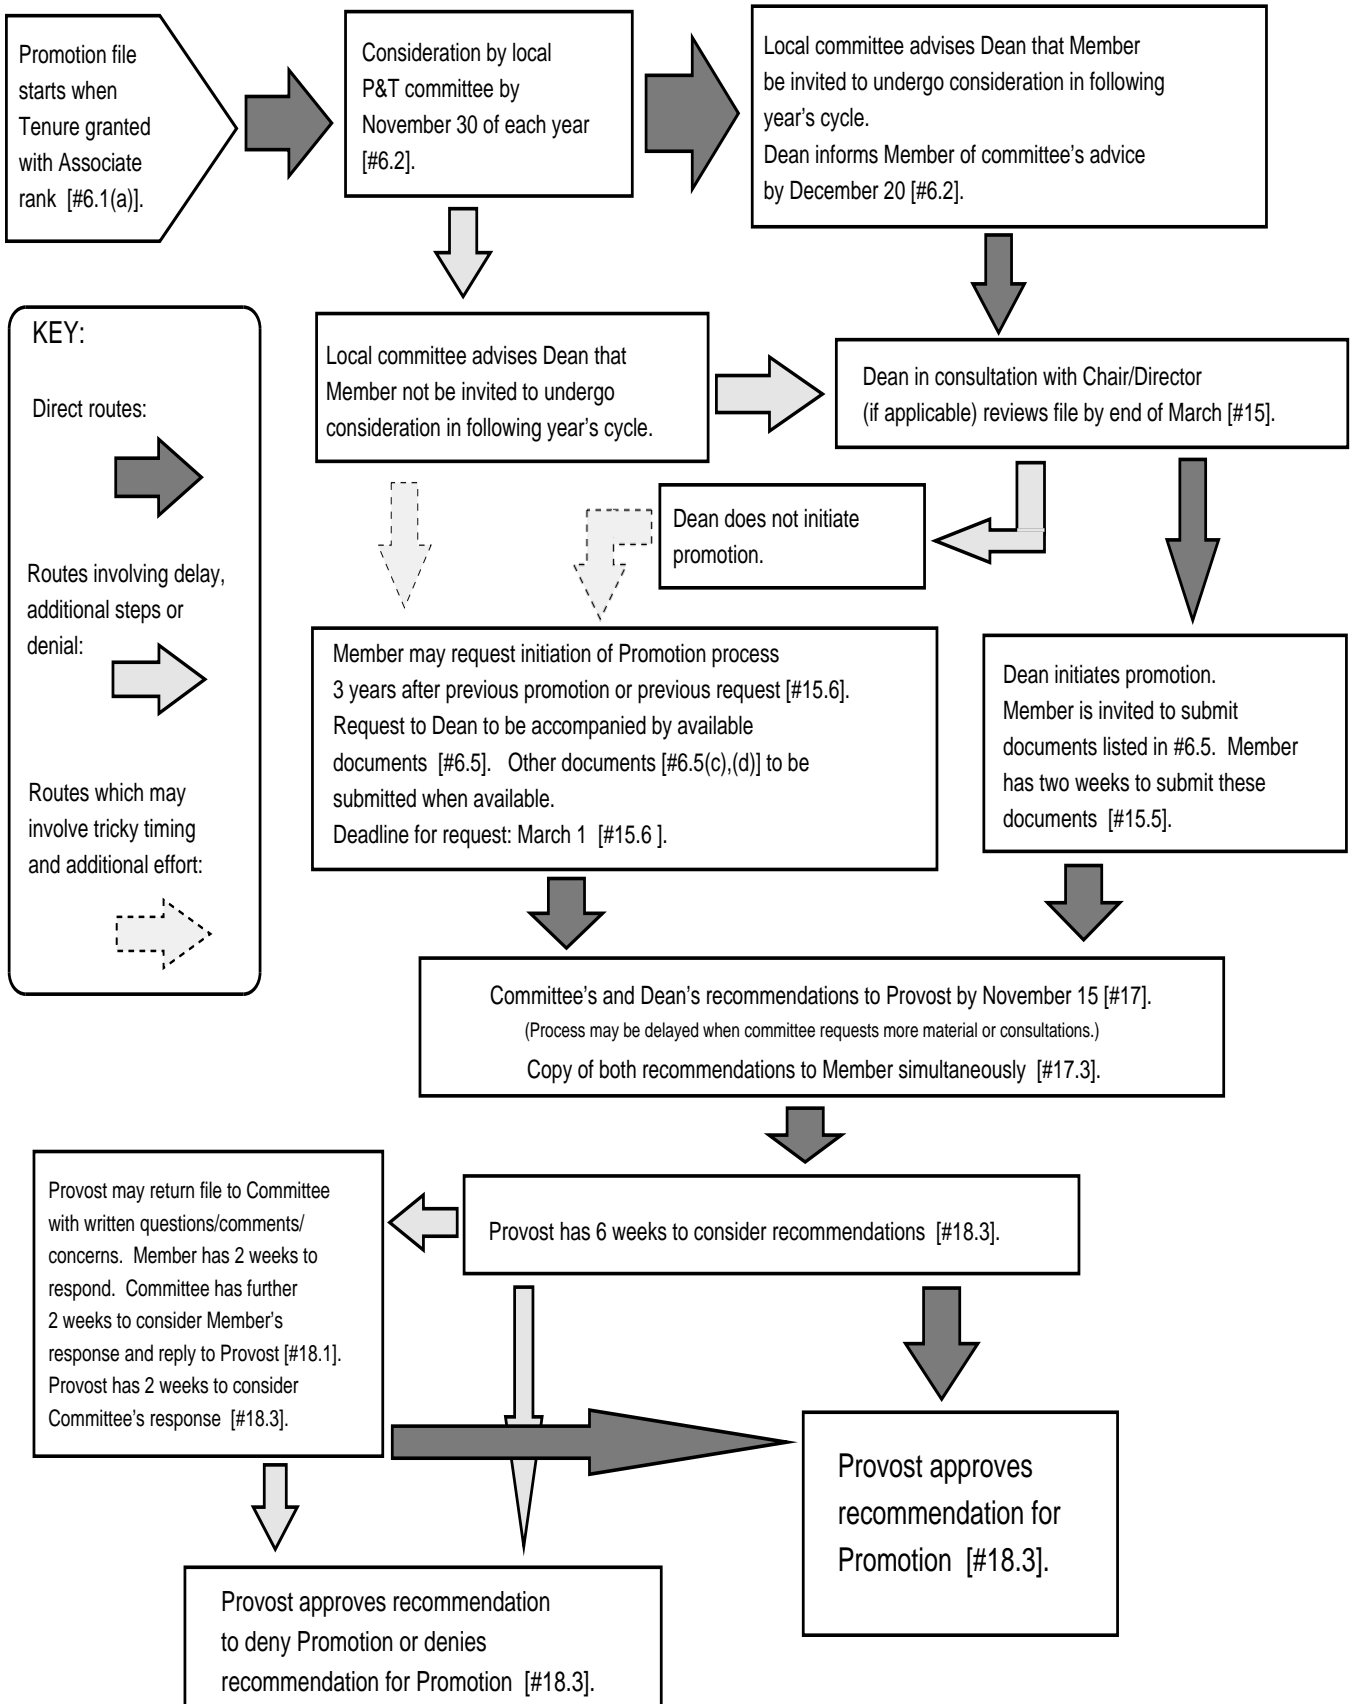 Promotion file
starts when
Tenure granted
with Associate
rank [#6.1(a)].
Consideration by local
P&T committee by
November 30 of each year
[#6.2].
Local committee advises Dean that Member
be invited to undergo consideration in following
year's cycle.
Dean informs Member of committee's advice
by December 20 [#6.2].
KEY:
Direct routes:
Routes involving delay,
additional steps or
denial:
Routes which may
involve tricky timing
and additional effort:
Local committee advises Dean that
Member not be invited to undergo
consideration in following year's cycle.
Dean in consultation with Chair/Director
(if applicable) reviews file by end of March [#15].
Dean does not initiate
promotion.
Member may request initiation of Promotion process
3 years after previous promotion or previous request [#15.6].
Request to Dean to be accompanied by available
documents [#6.5]. Other documents [#6.5(c),(d)] to be
submitted when available.
Deadline for request: March 1 [#15.6 ].
Dean initiates promotion.
Member is invited to submit
documents listed in #6.5. Member
has two weeks to submit these
documents [#15.5].
Committee's and Dean's recommendations to Provost by November 15 [#17].
(Process may be delayed when committee requests more material or consultations.)
Copy of both recommendations to Member simultaneously [#17.3].
Provost may return file to Committee
with written questions/comments/
concerns. Member has 2 weeks to
respond. Committee has further
2 weeks to consider Member's
response and reply to Provost [#18.1].
Provost has 2 weeks to consider
Committee's response [#18.3].
Provost has 6 weeks to consider recommendations [#18.3].
Provost approves
recommendation for
Promotion [#18.3].
Provost approves recommendation
to deny Promotion or denies
recommendation for Promotion [#18.3].